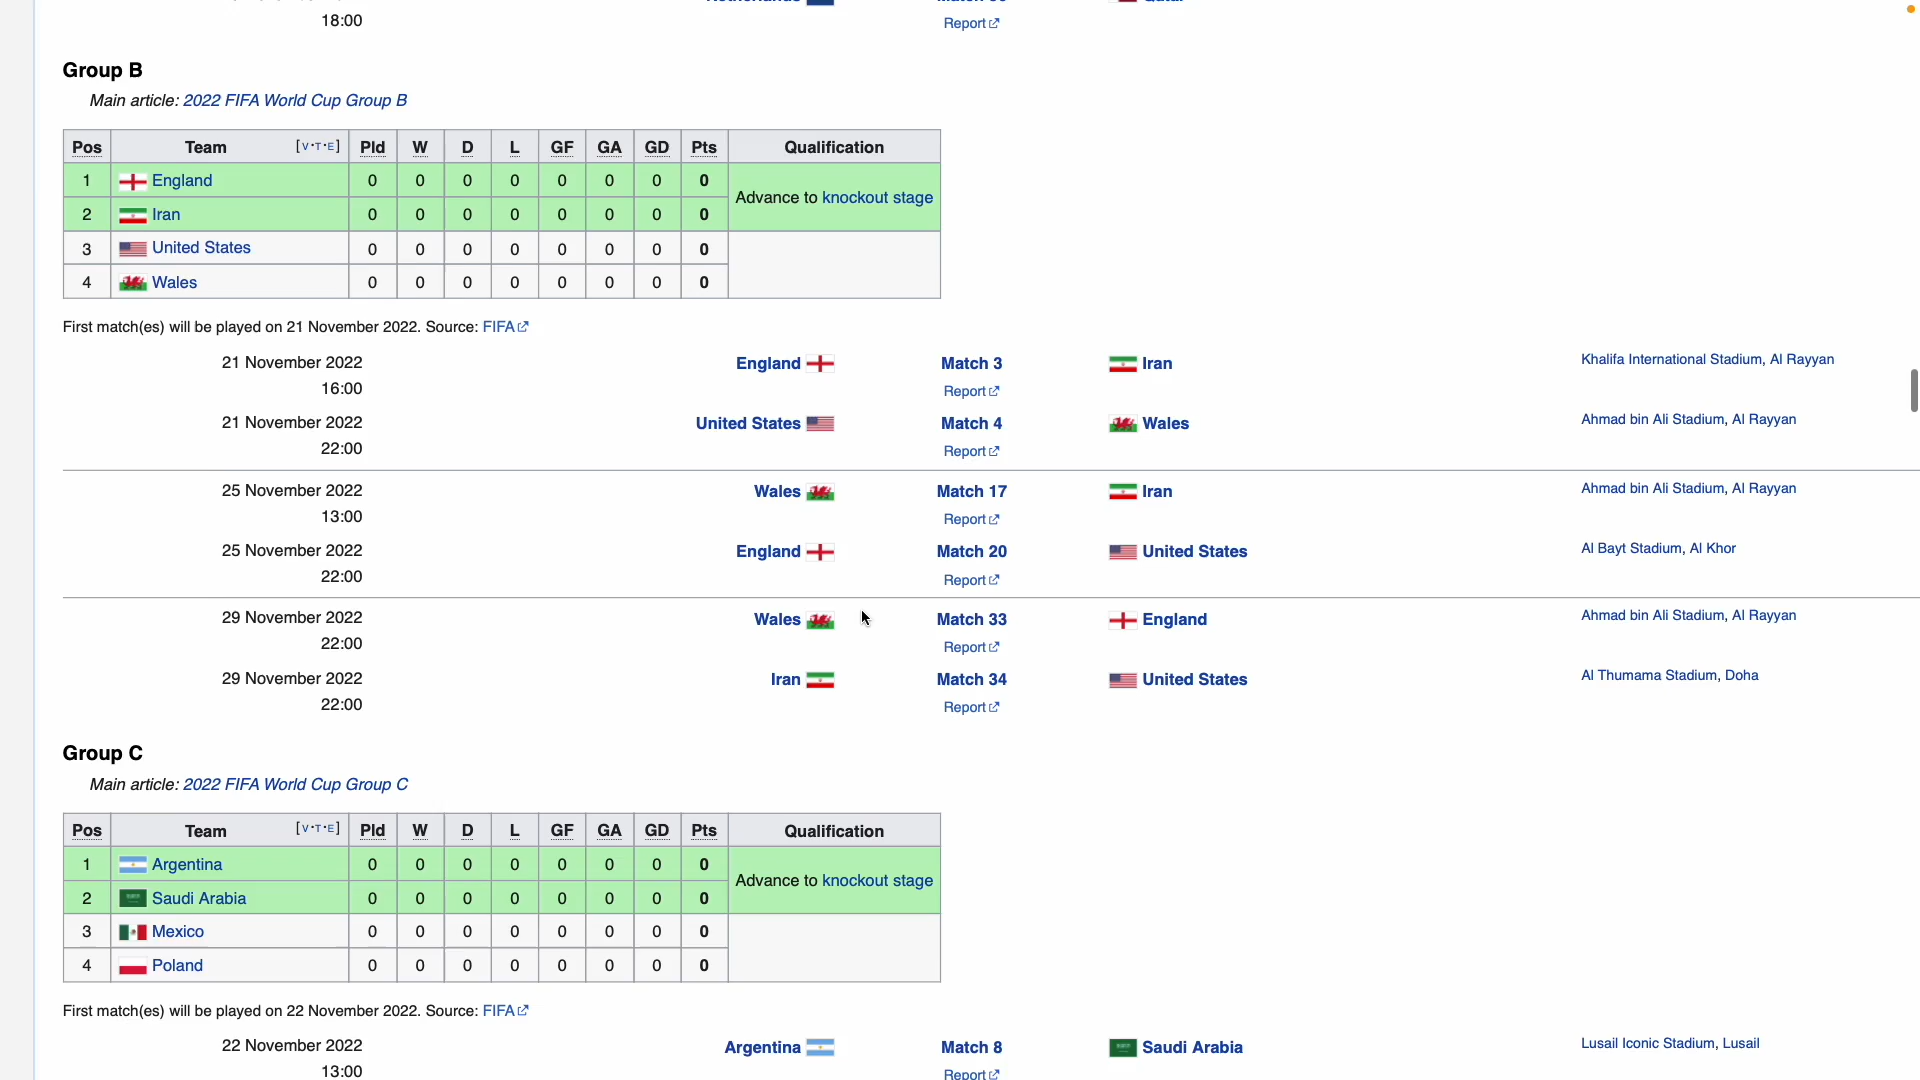 18:00
Report
Group B
Main article: 2022 FIFA World Cup Group B
Pos Team [V·T·E] Pld W D L GF GA GD Pts Qualification
1 England 0 0 0 0 0 0 0 0 Advance to knockout stage
2 Iran 0 0 0 0 0 0 0 0
3 United States 0 0 0 0 0 0 0 0
4 Wales 0 0 0 0 0 0 0 0
First match(es) will be played on 21 November 2022. Source: FIFA
21 November 2022 England Match 3 Iran Khalifa International Stadium, Al Rayyan
16:00 Report
21 November 2022 United States Match 4 Wales Ahmad bin Ali Stadium, Al Rayyan
22:00 Report
25 November 2022 Wales Match 17 Iran Ahmad bin Ali Stadium, Al Rayyan
13:00 Report
25 November 2022 England Match 20 United States Al Bayt Stadium, Al Khor
22:00 Report
29 November 2022 Wales Match 33 England Ahmad bin Ali Stadium, Al Rayyan
22:00 Report
29 November 2022 Iran Match 34 United States Al Thumama Stadium, Doha
22:00 Report
Group C
Main article: 2022 FIFA World Cup Group C
Pos Team [V·T·E] Pld W D L GF GA GD Pts Qualification
1 Argentina 0 0 0 0 0 0 0 0 Advance to knockout stage
2 Saudi Arabia 0 0 0 0 0 0 0 0
3 Mexico 0 0 0 0 0 0 0 0
4 Poland 0 0 0 0 0 0 0 0
First match(es) will be played on 22 November 2022. Source: FIFA
22 November 2022 Argentina Match 8 Saudi Arabia Lusail Iconic Stadium, Lusail
13:00 Report